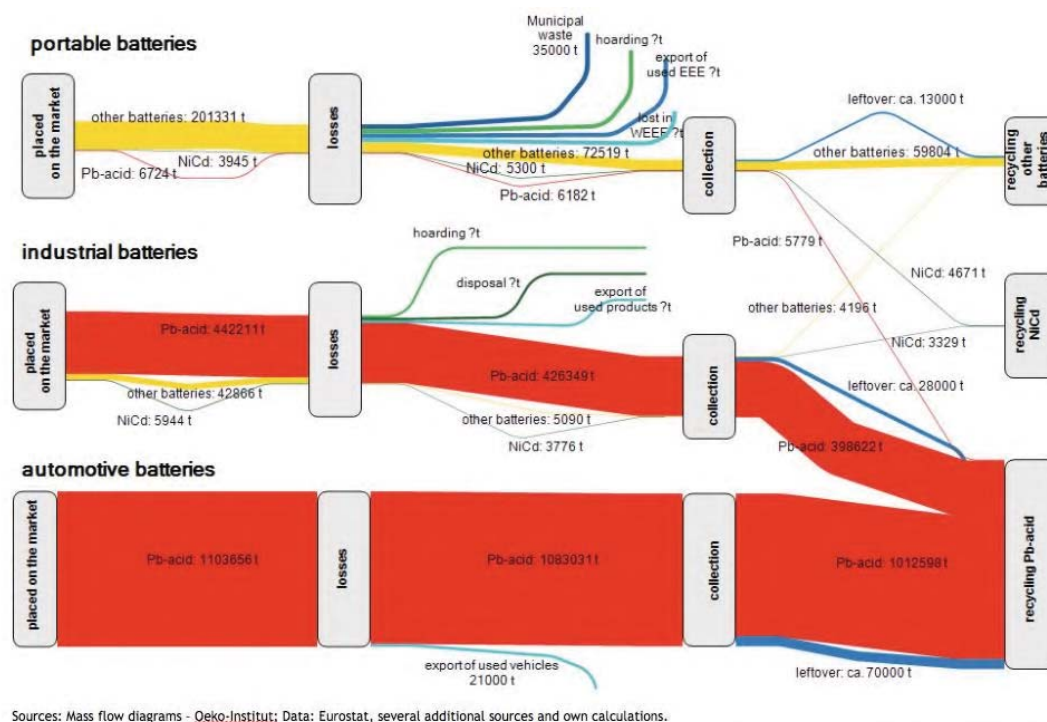 portable batteries
placed
on the market
other batteries: 201331 t
NiCd: 3945 t
Pb-acid: 6724 t
losses
Municipal
waste
35000 t
hoarding ?t
export of
used EEE ?t
lost in
WEEE ?t
other batteries: 72519 t
NiCd: 5300 t
Pb-acid: 6182 t
collection
leftover: ca. 13000 t
other batteries: 59804 t
Pb-acid: 5779 t
NiCd: 4671 t
recycling
other
batteries
industrial batteries
placed
on the market
Pb-acid: 442211 t
other batteries: 42866 t
NiCd: 5944 t
losses
hoarding ?t
disposal ?t
export of
used products ?t
Pb-acid: 426349 t
other batteries: 5090 t
NiCd: 3776 t
collection
other batteries: 4196 t
NiCd: 3329 t
leftover: ca. 28000 t
Pb-acid: 398622 t
recycling
NiCd
automotive batteries
placed on the market
Pb-acid: 1103656 t
losses
Pb-acid: 1083031 t
export of used vehicles
21000 t
collection
Pb-acid: 1012598 t
leftover: ca. 70000 t
recycling Pb-acid
Sources: Mass flow diagrams - Oeko-Institut; Data: Eurostat, several additional sources and own calculations.